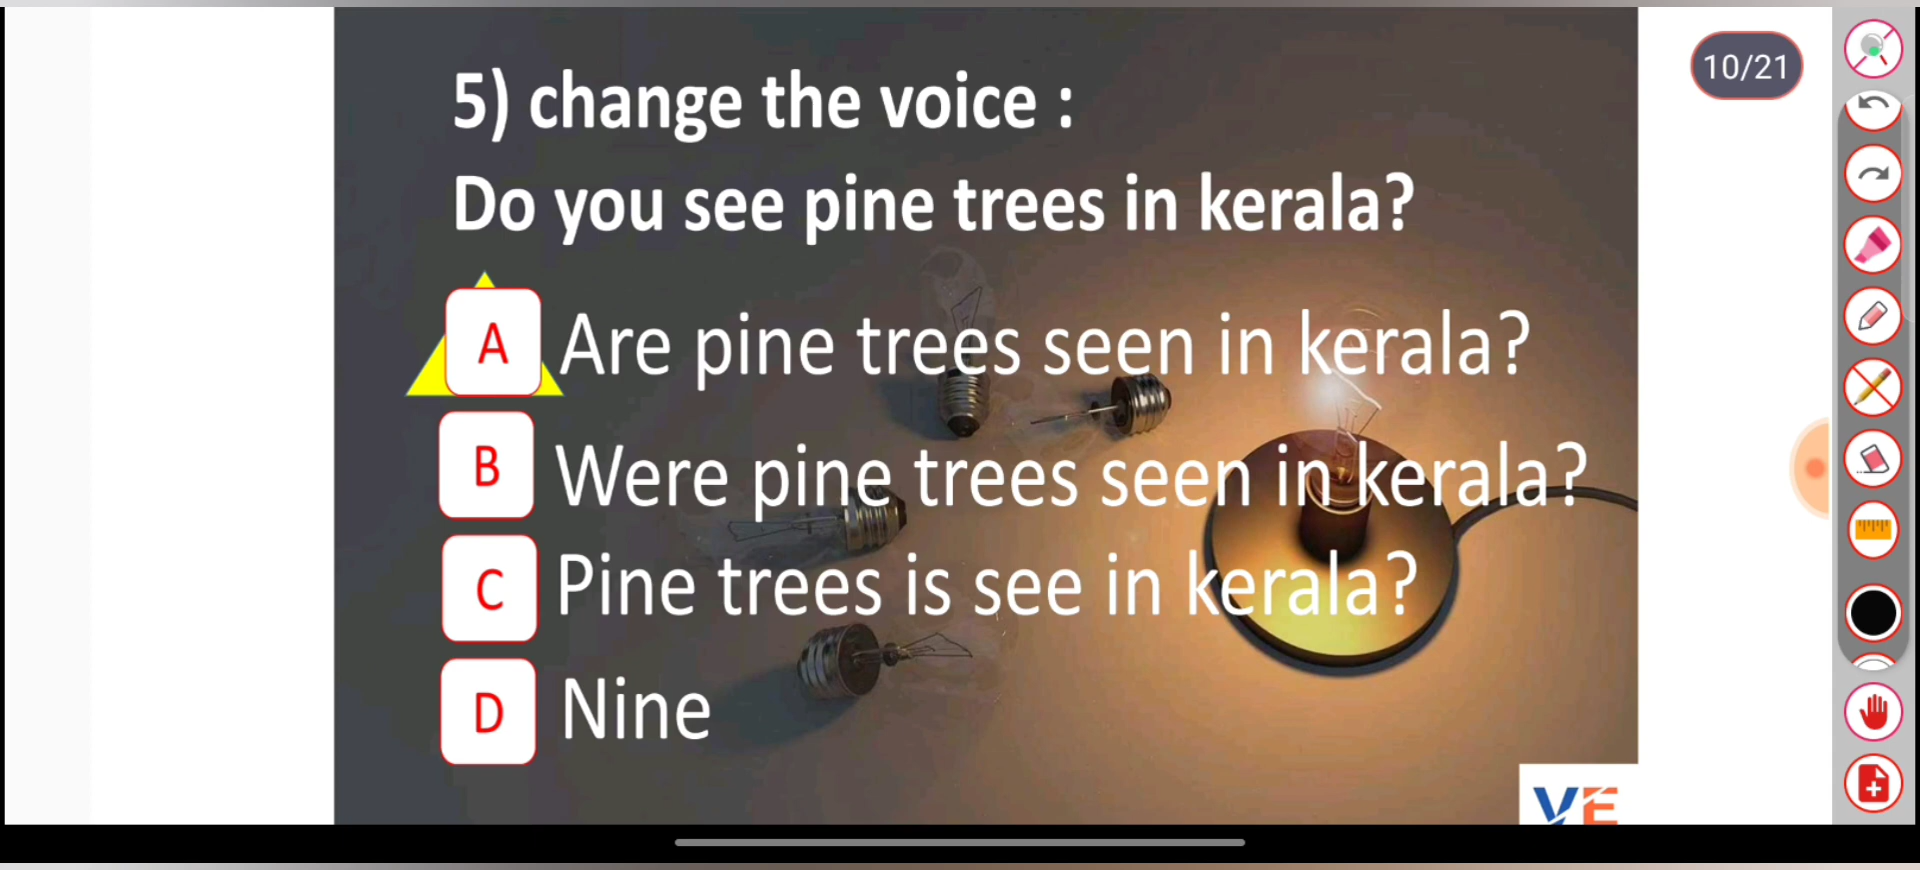 10/21
5) change the voice :
Do you see pine trees in kerala?
A Are pine trees seen in kerala?
B Were pine trees seen in kerala?
C Pine trees is see in kerala?
D Nine
VE